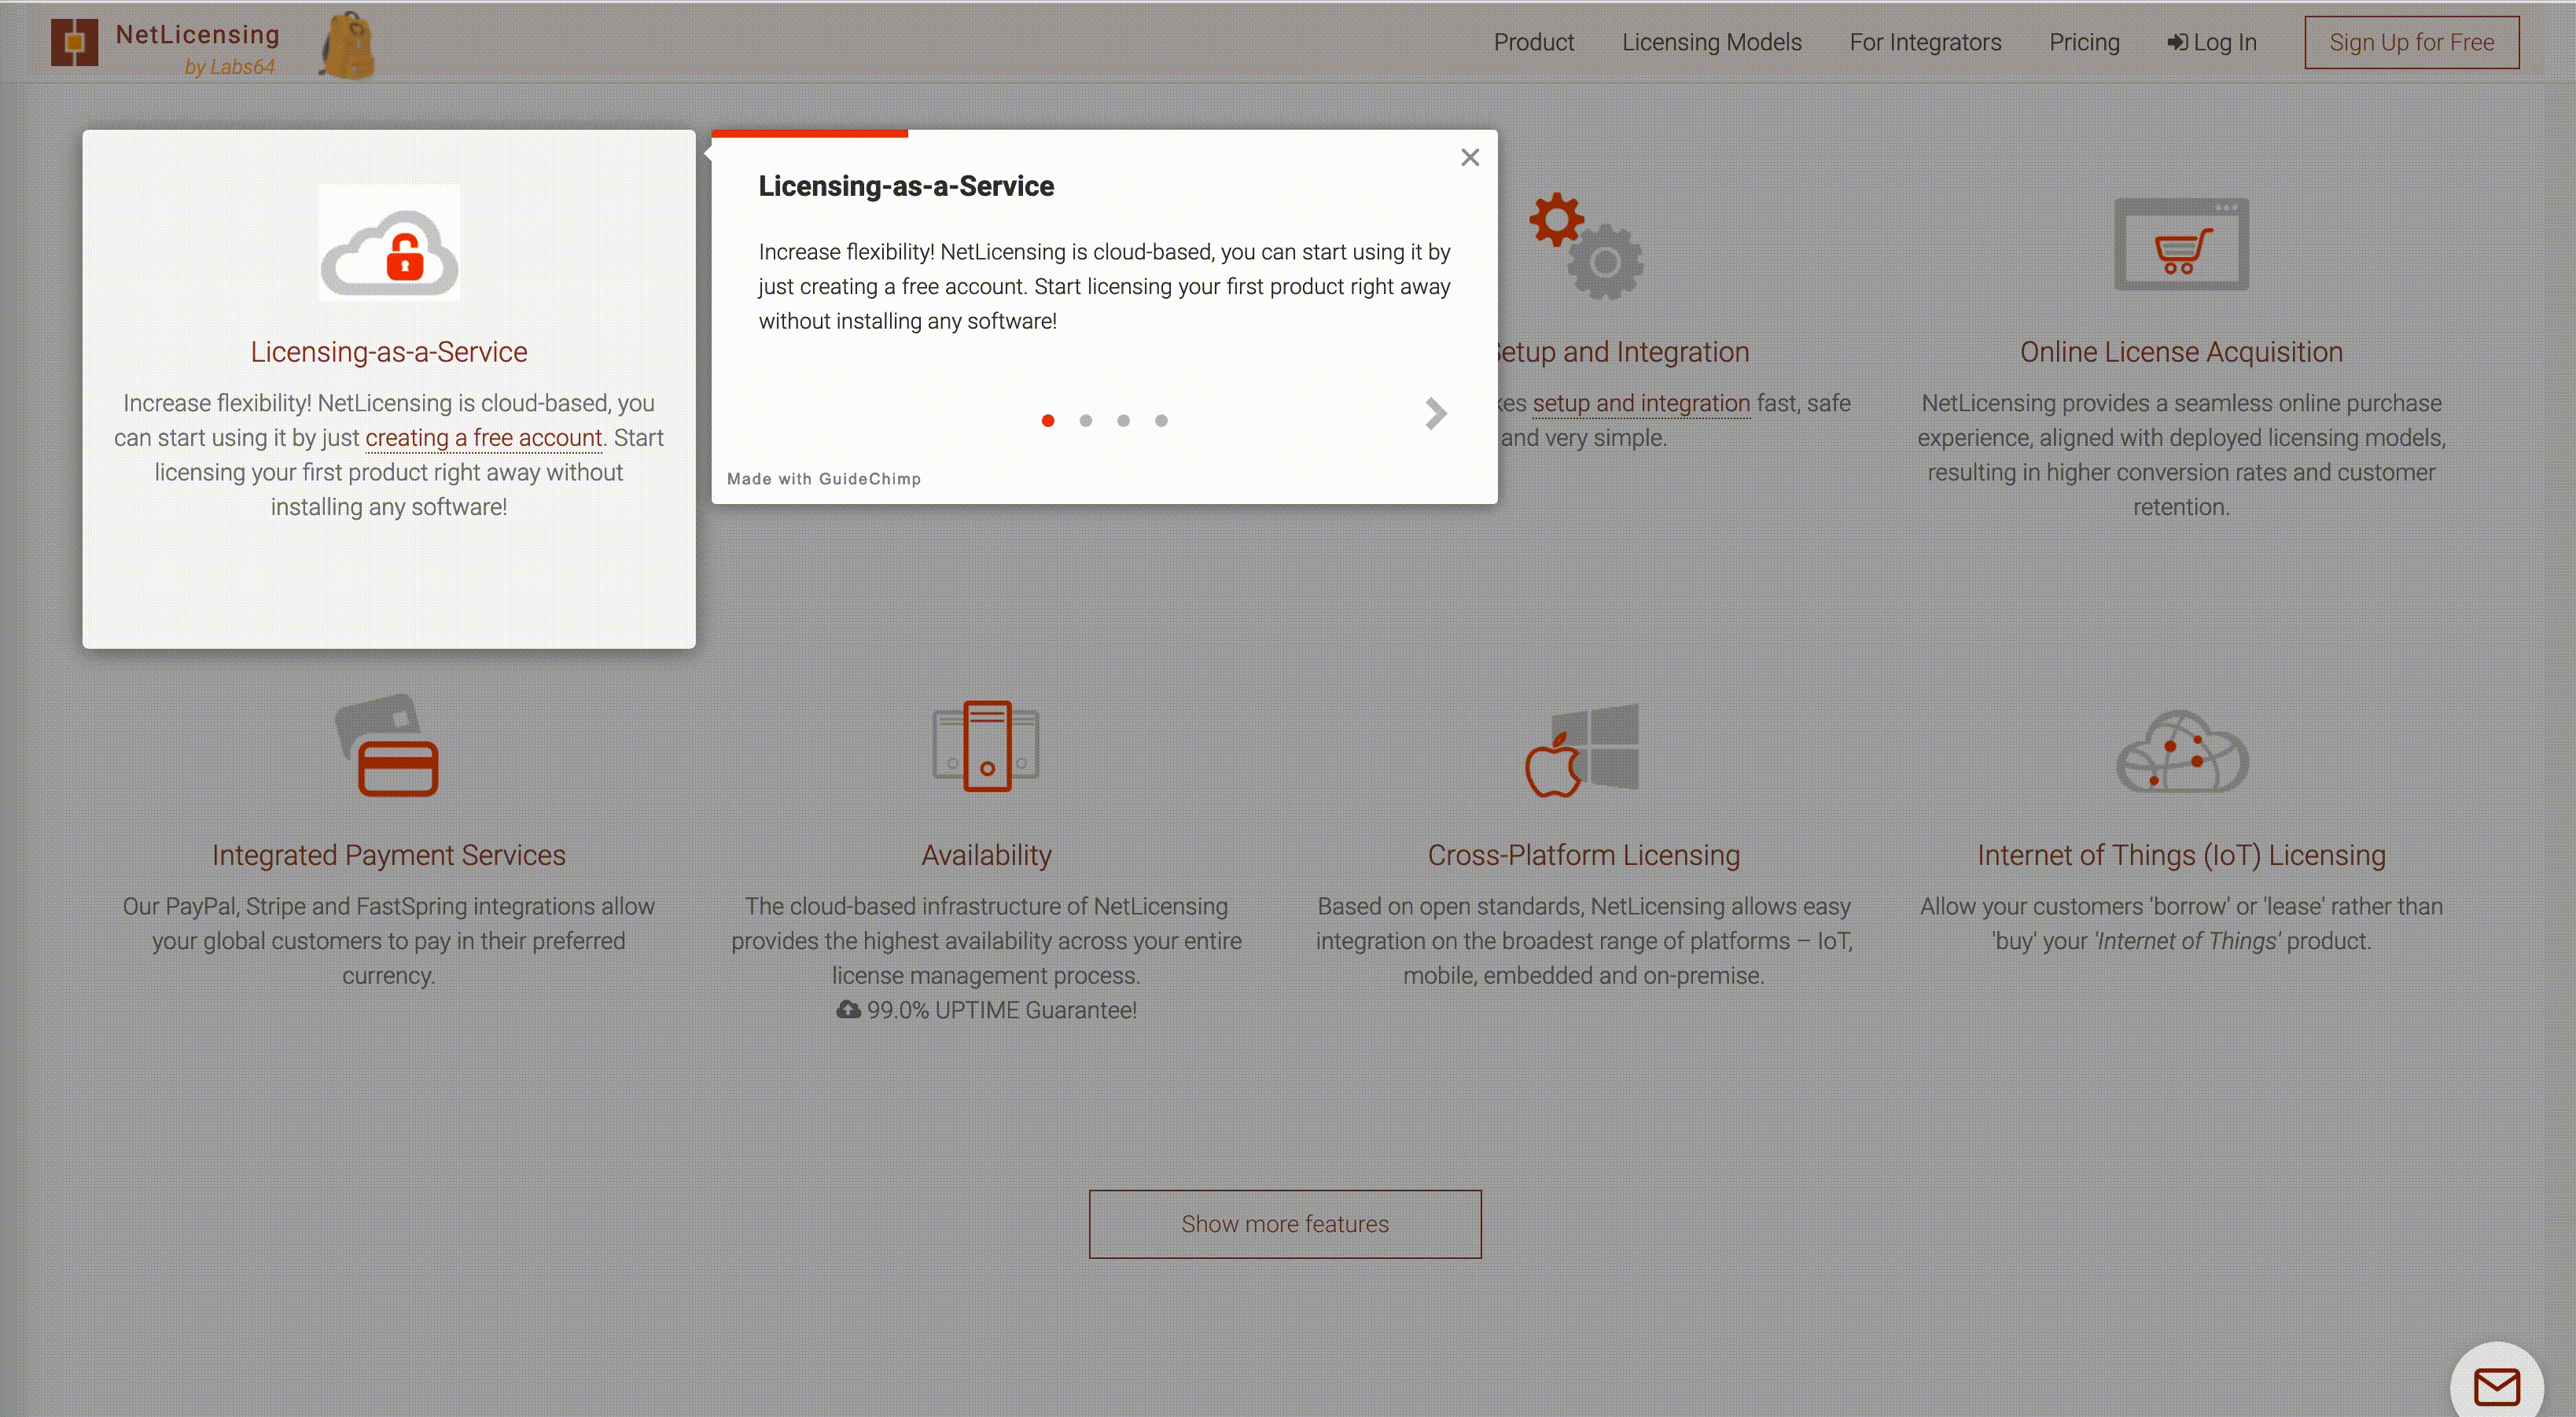 NetLicensing
by Labs64
Product
Licensing Models
For Integrators
Pricing
Log In
Sign Up for Free
Licensing-as-a-Service
Increase flexibility! NetLicensing is cloud-based, you
can start using it by just creating a free account. Start
licensing your first product right away without
installing any software!
Licensing-as-a-Service
Increase flexibility! NetLicensing is cloud-based, you can start using it by
just creating a free account. Start licensing your first product right away
without installing any software!
Made with GuideChimp
Setup and Integration
setup and integration fast, safe
and very simple.
Online License Acquisition
NetLicensing provides a seamless online purchase
experience, aligned with deployed licensing models,
resulting in higher conversion rates and customer
retention.
Integrated Payment Services
Our PayPal, Stripe and FastSpring integrations allow
your global customers to pay in their preferred
currency.
Availability
The cloud-based infrastructure of NetLicensing
provides the highest availability across your entire
license management process.
99.0% UPTIME Guarantee!
Cross-Platform Licensing
Based on open standards, NetLicensing allows easy
integration on the broadest range of platforms – IoT,
mobile, embedded and on-premise.
Internet of Things (IoT) Licensing
Allow your customers 'borrow' or 'lease' rather than
'buy' your 'Internet of Things' product.
Show more features